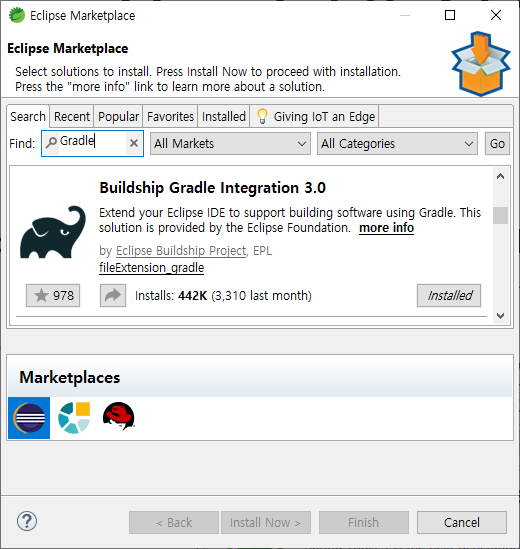 Eclipse Marketplace
Eclipse Marketplace
Select solutions to install. Press Install Now to proceed with installation.
Press the "more info" link to learn more about a solution.
Search Recent Popular Favorites Installed Giving IoT an Edge
Find: Gradle All Markets All Categories Go
Buildship Gradle Integration 3.0
Extend your Eclipse IDE to support building software using Gradle. This
solution is provided by the Eclipse Foundation. more info
by Eclipse Buildship Project, EPL
fileExtension_gradle
978 Installs: 442K (3,310 last month) Installed
Marketplaces
? < Back Install Now > Finish Cancel